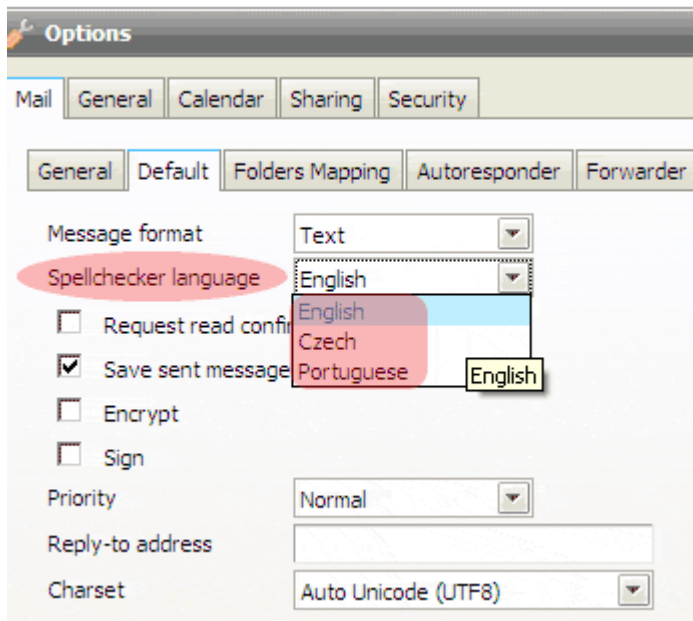 Options
Mail General Calendar Sharing Security
General Default Folders Mapping Autoresponder Forwarder
Message format Text
Spellchecker language English
English
Request read confi
Czech
Save sent message Portuguese English
Encrypt
Sign
Priority Normal
Reply-to address
Charset Auto Unicode (UTF8)